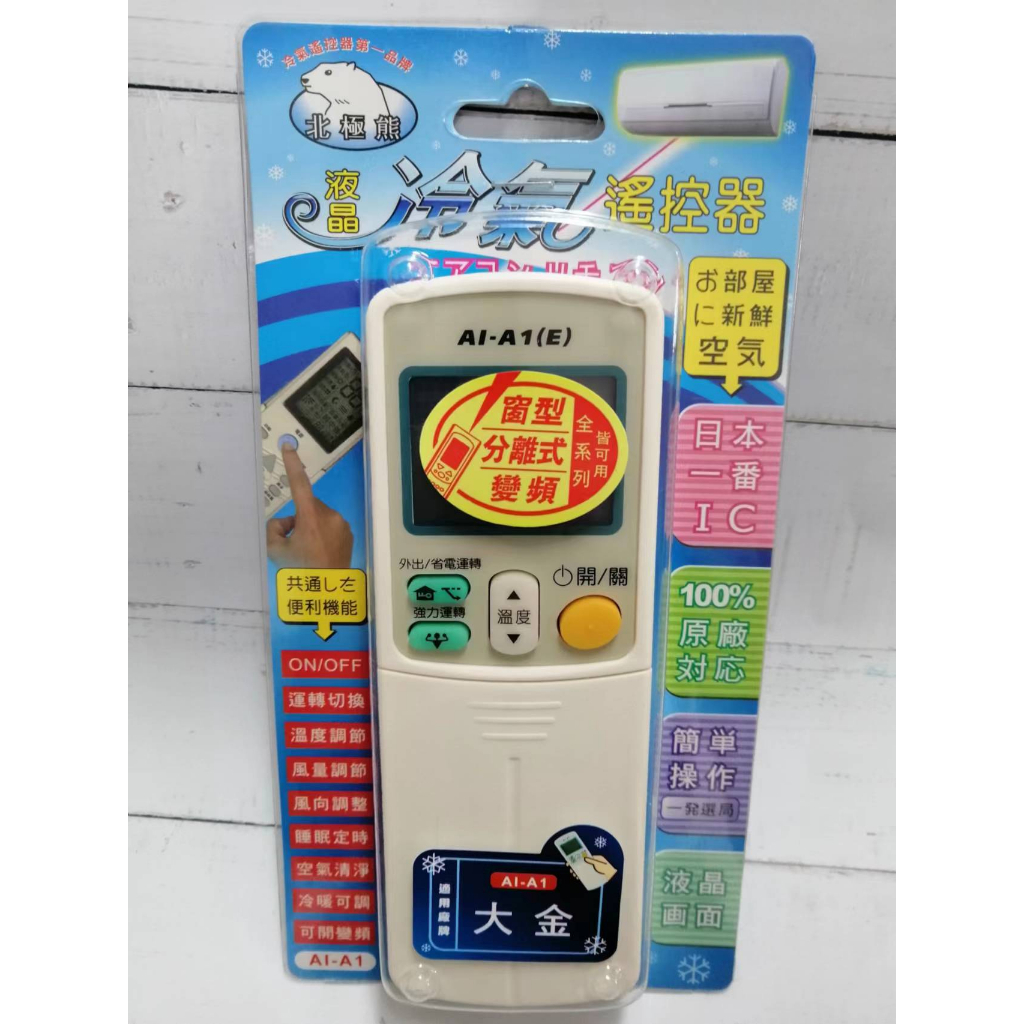 冷氣遙控器第一品牌
北極熊
液晶
冷氣
遙控器
お部屋
に新鮮
空気
AI-A1(E)
窗型
分離式
變頻
全系列
皆可用
日本
一番
IC
外出/省電運轉
強力運轉
溫度
開/關
100%
原廠
対応
共通した
便利機能
ON/OFF
運轉切換
溫度調節
風量調節
風向調整
睡眠定時
空氣清淨
冷暖可調
可開變頻
AI-A1
簡単
操作
一発選局
液晶
画面
適用廠牌
AI-A1
大金